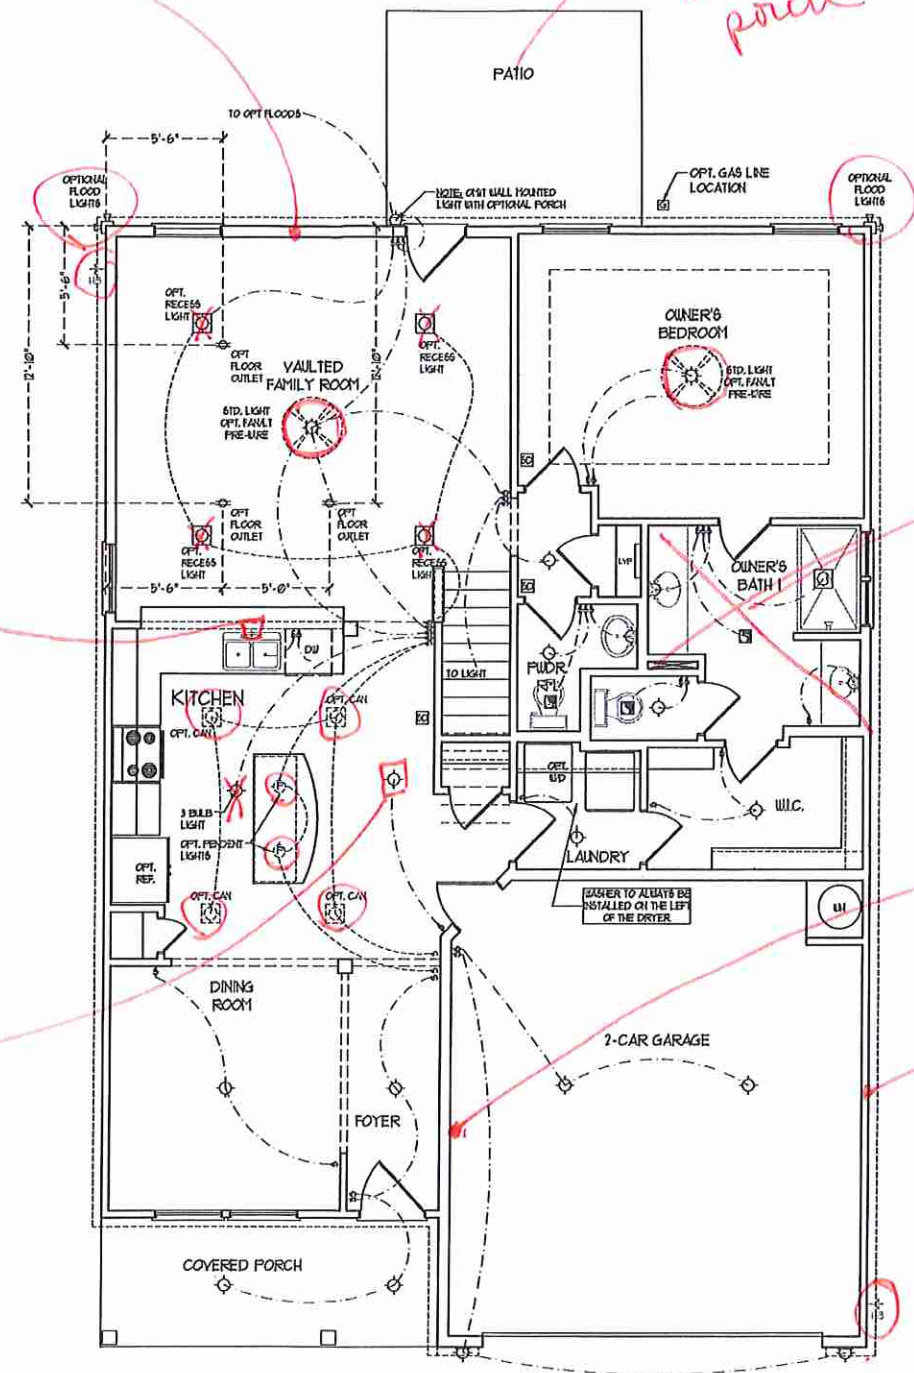 porch
PATIO
TO OPT FLOODS
5'-6"
OPTIONAL
FLOOD
LIGHTS
NOTE: OMIT WALL MOUNTED
LIGHT WITH OPTIONAL PORCH
OPT. GAS LINE
LOCATION
OPTIONAL
FLOOD
LIGHTS
5'-6"
12'-10"
OPT.
RECESS
LIGHT
OPT.
RECESS
LIGHT
OPT
FLOOR
OUTLET
VAULTED
FAMILY ROOM
12'-10"
STD. LIGHT
OPT. FAN/LT
PRE-WIRE
OWNER'S
BEDROOM
STD. LIGHT
OPT. FAN/LT
PRE-WIRE
OPT
FLOOR
OUTLET
OPT
FLOOR
OUTLET
OPT.
RECESS
LIGHT
OPT.
RECESS
LIGHT
5'-6"
5'-0"
OWNER'S
BATH 1
DW
TO LIGHT
PWDR
RM.
KITCHEN
OPT. CAN
OPT. CAN
3 BULB
LIGHT
OPT. PENDENT
LIGHTS
OPT.
W/D
W.I.C.
LAUNDRY
OPT.
REF.
OPT. CAN
OPT. CAN
WASHER TO ALWAYS BE
INSTALLED ON THE LEFT
OF THE DRYER
WH
DINING
ROOM
2-CAR GARAGE
FOYER
COVERED PORCH